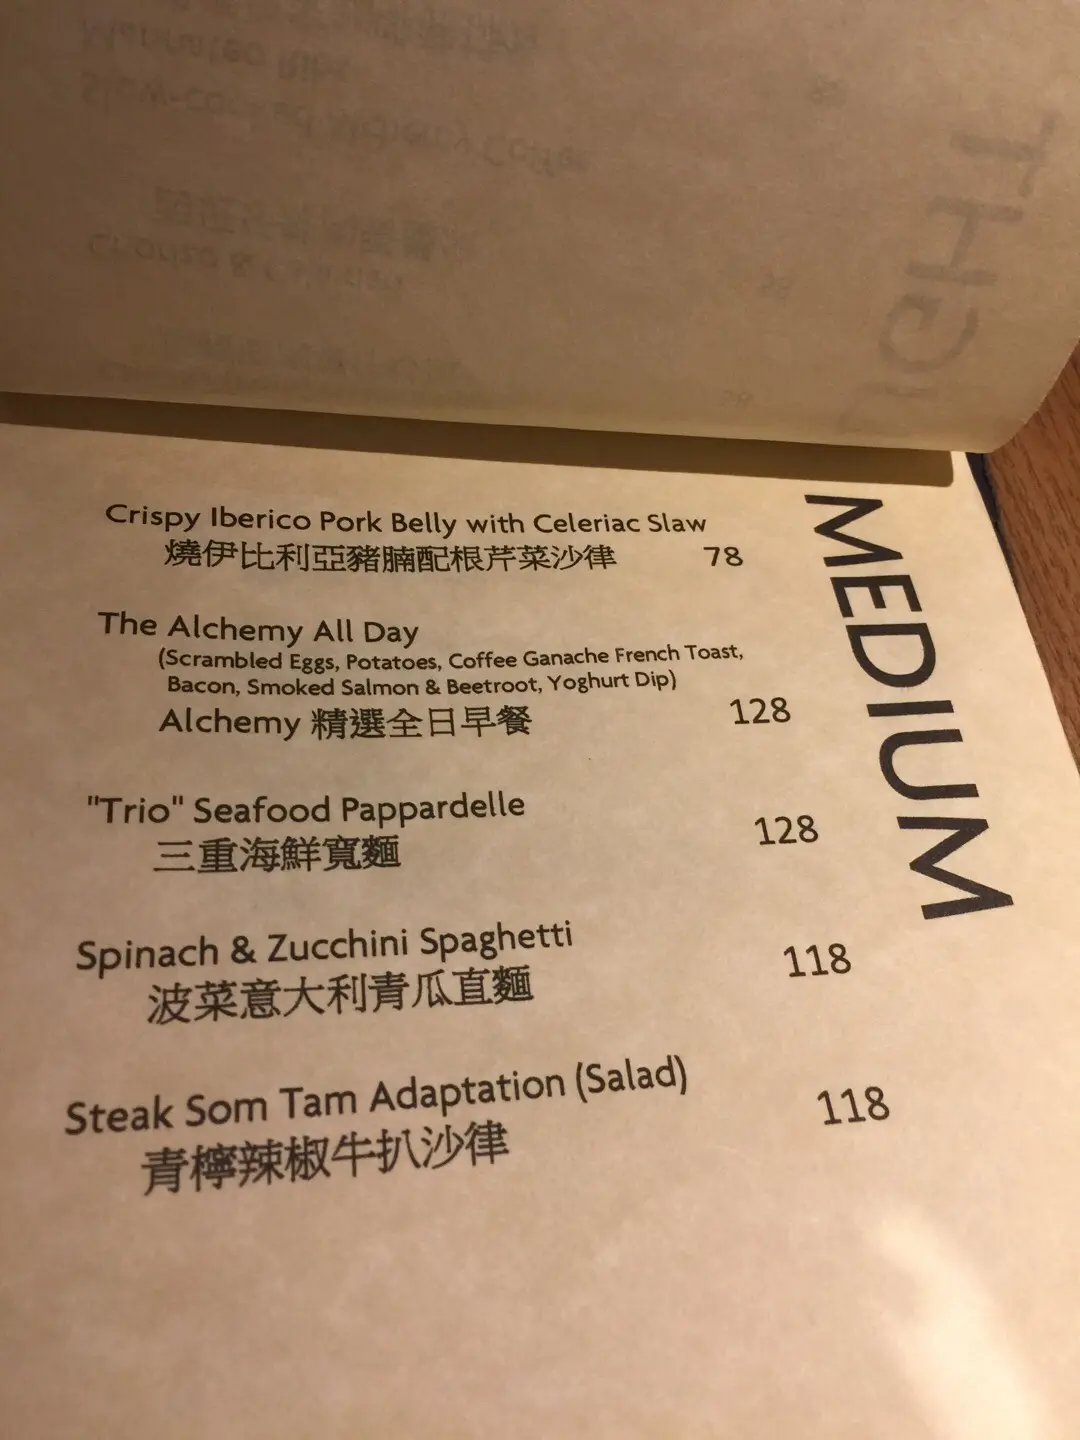 Crispy Iberico Pork Belly with Celeriac Slaw
燒伊比利亞豬腩配根芹菜沙律 78
The Alchemy All Day
(Scrambled Eggs, Potatoes, Coffee Ganache French Toast,
Bacon, Smoked Salmon & Beetroot, Yoghurt Dip)
Alchemy 精選全日早餐 128
"Trio" Seafood Pappardelle
三重海鮮寬麵 128
Spinach & Zucchini Spaghetti
波菜意大利青瓜直麵 118
Steak Som Tam Adaptation (Salad)
青檸辣椒牛扒沙律 118
MEDIUM